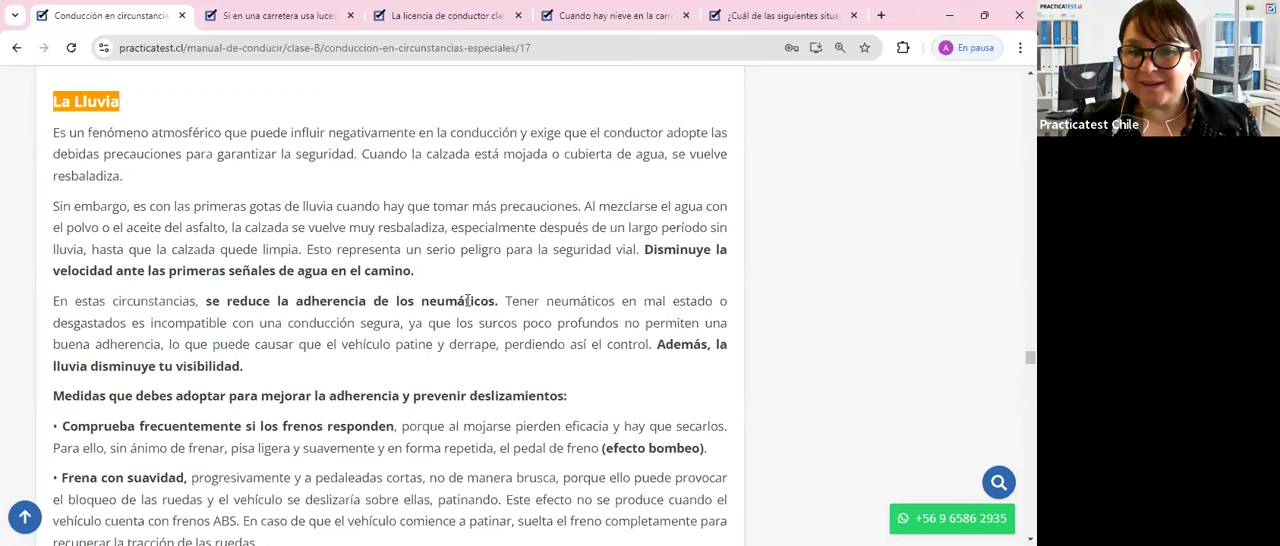 Conducción en circunstancia
Si en una carretera usa luces
La licencia de conductor cla
Cuando hay nieve en la carre
¿Cuál de las siguientes situa
practicatest.cl/manual-de-conducir/clase-B/conduccion-en-circunstancias-especiales/17
A En pausa
PRACTICATEST.cl
Practicatest Chile
La Lluvia
Es un fenómeno atmosférico que puede influir negativamente en la conducción y exige que el conductor adopte las
debidas precauciones para garantizar la seguridad. Cuando la calzada está mojada o cubierta de agua, se vuelve
resbaladiza.
Sin embargo, es con las primeras gotas de lluvia cuando hay que tomar más precauciones. Al mezclarse el agua con
el polvo o el aceite del asfalto, la calzada se vuelve muy resbaladiza, especialmente después de un largo período sin
lluvia, hasta que la calzada quede limpia. Esto representa un serio peligro para la seguridad vial. Disminuye la
velocidad ante las primeras señales de agua en el camino.
En estas circunstancias, se reduce la adherencia de los neumáticos. Tener neumáticos en mal estado o
desgastados es incompatible con una conducción segura, ya que los surcos poco profundos no permiten una
buena adherencia, lo que puede causar que el vehículo patine y derrape, perdiendo así el control. Además, la
lluvia disminuye tu visibilidad.
Medidas que debes adoptar para mejorar la adherencia y prevenir deslizamientos:
• Comprueba frecuentemente si los frenos responden, porque al mojarse pierden eficacia y hay que secarlos.
Para ello, sin ánimo de frenar, pisa ligera y suavemente y en forma repetida, el pedal de freno (efecto bombeo).
• Frena con suavidad, progresivamente y a pedaleadas cortas, no de manera brusca, porque ello puede provocar
el bloqueo de las ruedas y el vehículo se deslizaría sobre ellas, patinando. Este efecto no se produce cuando el
vehículo cuenta con frenos ABS. En caso de que el vehículo comience a patinar, suelta el freno completamente para
recuperar la tracción de las ruedas.
+56 9 6586 2935